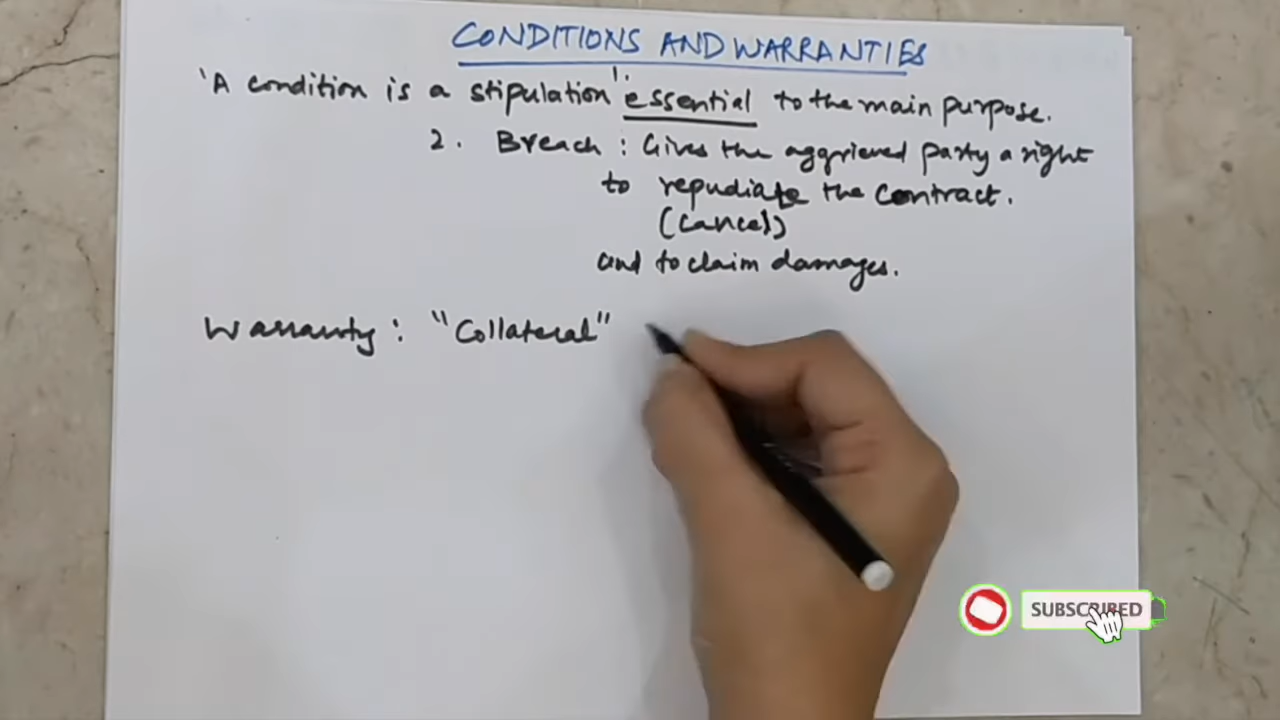 CONDITIONS AND WARRANTIES
'A condition is a stipulation' 1. essential to the main purpose.
2. Breach : Gives the aggrieved party a right
to repudiate the contract.
(Cancel)
and to claim damages.
Warranty : "Collateral"
SUBSCRIBED